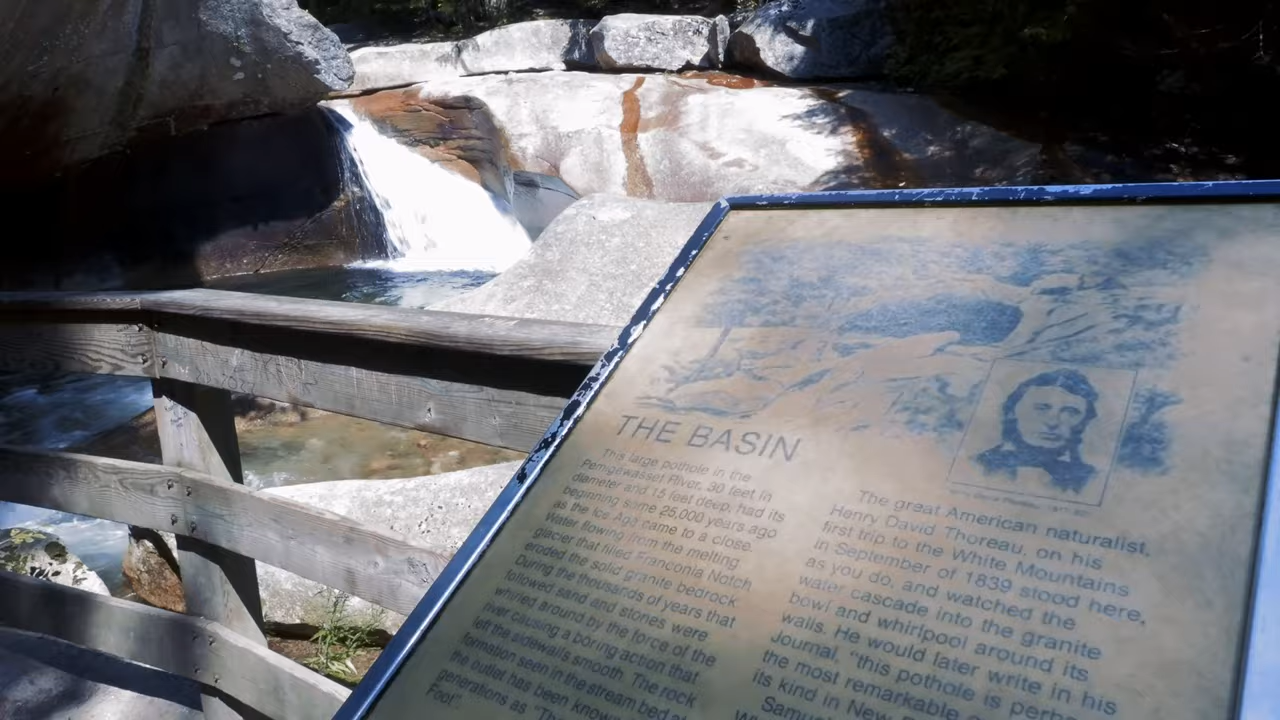 THE BASIN
This large pothole in the
Pemigewasset River, 30 feet in
diameter and 15 feet deep, had its
beginning some 25,000 years ago
as the Ice Age came to a close.
Water flowing from the melting
glacier that filled Franconia Notch
eroded the solid granite bedrock.
During the thousands of years that
followed sand and stones were
whirled around by the force of the
river causing a boring action that
left the sidewalls smooth. The rock
formation seen in the stream bed at
the outlet has been known
generations as "The
Foot"
The great American naturalist,
Henry David Thoreau, on his
first trip to the White Mountains
in September of 1839 stood here,
as you do, and watched the
water cascade into the granite
bowl and whirlpool around its
walls. He would later write in his
Journal, "this pothole is perhaps
the most remarkable
its kind in New
Samuel